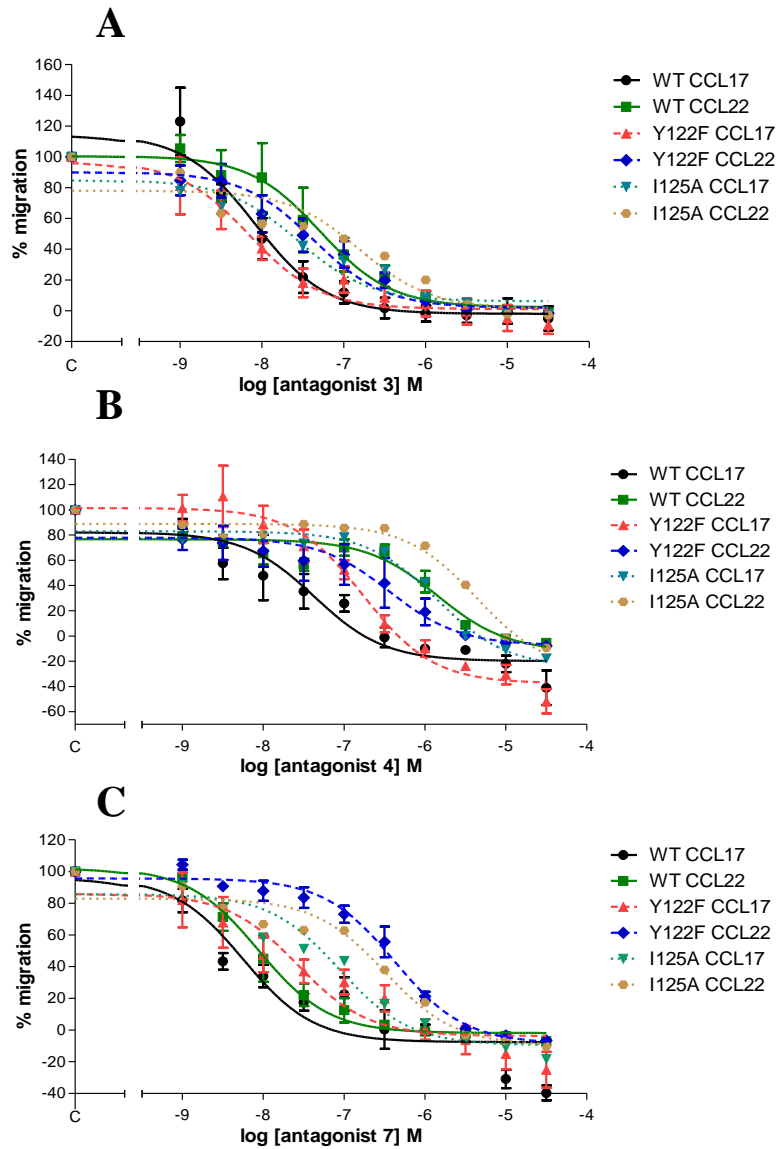 A
160
140
120
100
80
60
40
20
0
-20
% migration
C
-9 -8 -7 -6 -5 -4
log [antagonist 3] M
WT CCL17
WT CCL22
Y122F CCL17
Y122F CCL22
I125A CCL17
I125A CCL22
B
140
120
100
80
60
40
20
0
-20
-40
-60
% migration
C
-9 -8 -7 -6 -5 -4
log [antagonist 4] M
WT CCL17
WT CCL22
Y122F CCL17
Y122F CCL22
I125A CCL17
I125A CCL22
C
120
100
80
60
40
20
0
-20
-40
% migration
C
-9 -8 -7 -6 -5 -4
log [antagonist 7] M
WT CCL17
WT CCL22
Y122F CCL17
Y122F CCL22
I125A CCL17
I125A CCL22